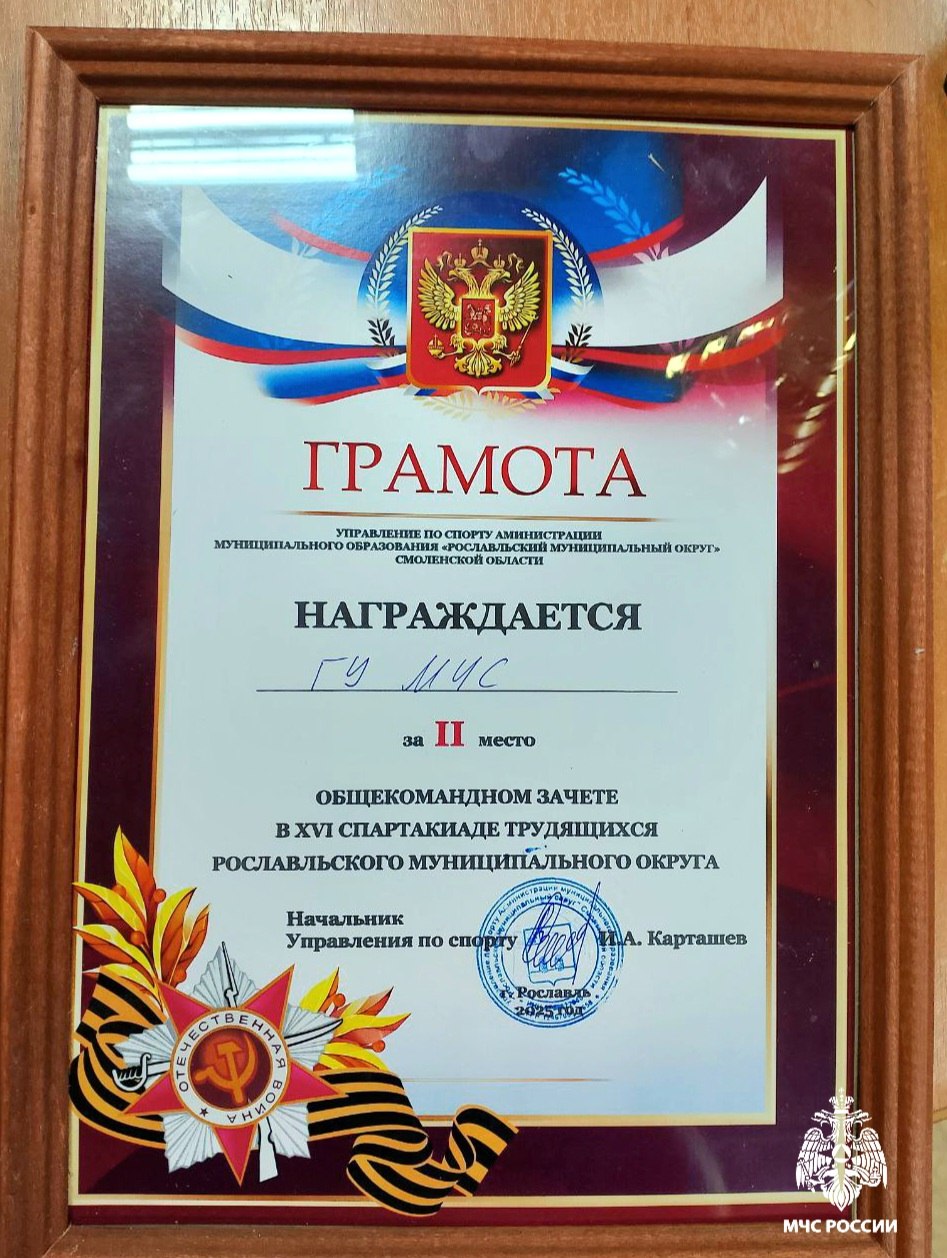 ГРАМОТА
УПРАВЛЕНИЕ ПО СПОРТУ АМИНИСТРАЦИИ
МУНИЦИПАЛЬНОГО ОБРАЗОВАНИЯ «РОСЛАВЛЬСКИЙ МУНИЦИПАЛЬНЫЙ ОКРУГ»
СМОЛЕНСКОЙ ОБЛАСТИ
НАГРАЖДАЕТСЯ
ГУ МЧС
за II место
ОБЩЕКОМАНДНОМ ЗАЧЕТЕ
В XVI СПАРТАКИАДЕ ТРУДЯЩИХСЯ
РОСЛАВЛЬСКОГО МУНИЦИПАЛЬНОГО ОКРУГА
Начальник
Управления по спорту И.А. Карташев
г. Рославль
2025 год
ОТЕЧЕСТВЕННАЯ ВОЙНА
МЧС РОССИИ